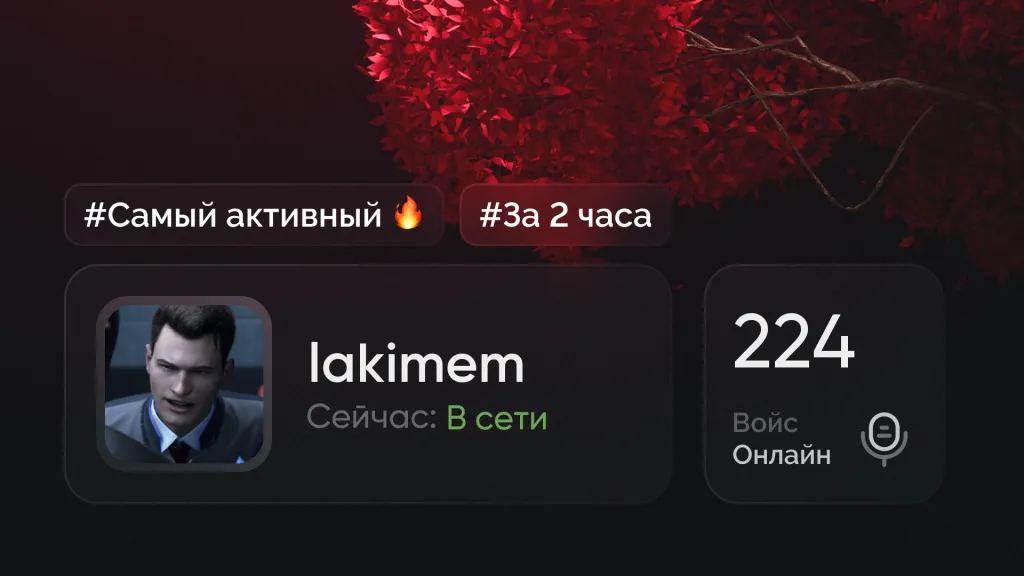 #Самый активный 🔥 #За 2 часа
lakimem
Сейчас: В сети
224
Войс
Онлайн